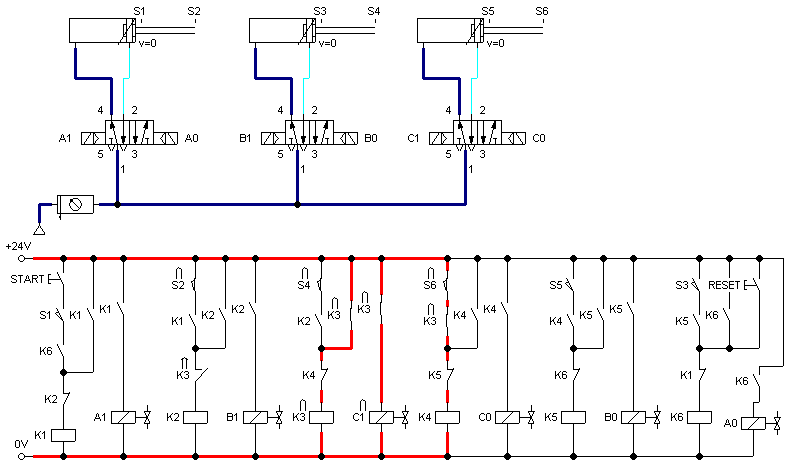 S1 S2 S3 S4 S5 S6
v=0 v=0 v=0
4 2 4 2 4 2
A1 A0 B1 B0 C1 C0
5 3 5 3 5 3
1 1 1
+24V
START S2 S4 S6 S5 S3 RESET
S1 K1 K1 K2 K2 K2 K3 K3 K3 K4 K4 K5 K5 K5 K6
K6 K3 K4 K5 K6 K1 K6
K2
K1 A1 K2 B1 K3 C1 K4 C0 K5 B0 K6 A0
0V